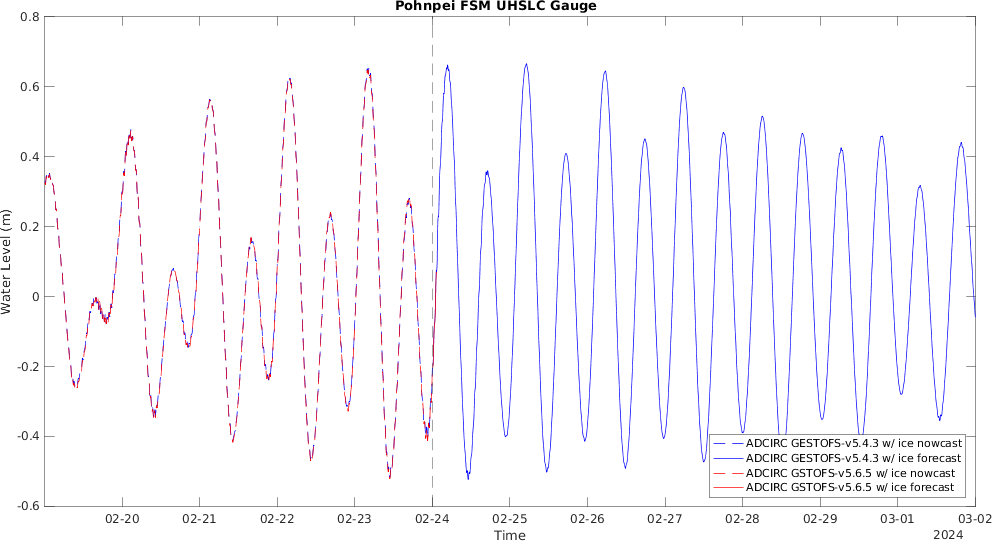 Pohnpei FSM UHSLC Gauge
0.8
0.6
0.4
0.2
0
-0.2
-0.4
-0.6
Water Level (m)
ADCIRC GESTOFS-v5.4.3 w/ ice nowcast
ADCIRC GESTOFS-v5.4.3 w/ ice forecast
ADCIRC GSTOFS-v5.6.5 w/ ice nowcast
ADCIRC GSTOFS-v5.6.5 w/ ice forecast
02-20 02-21 02-22 02-23 02-24 02-25 02-26 02-27 02-28 02-29 03-01 03-02
Time
2024